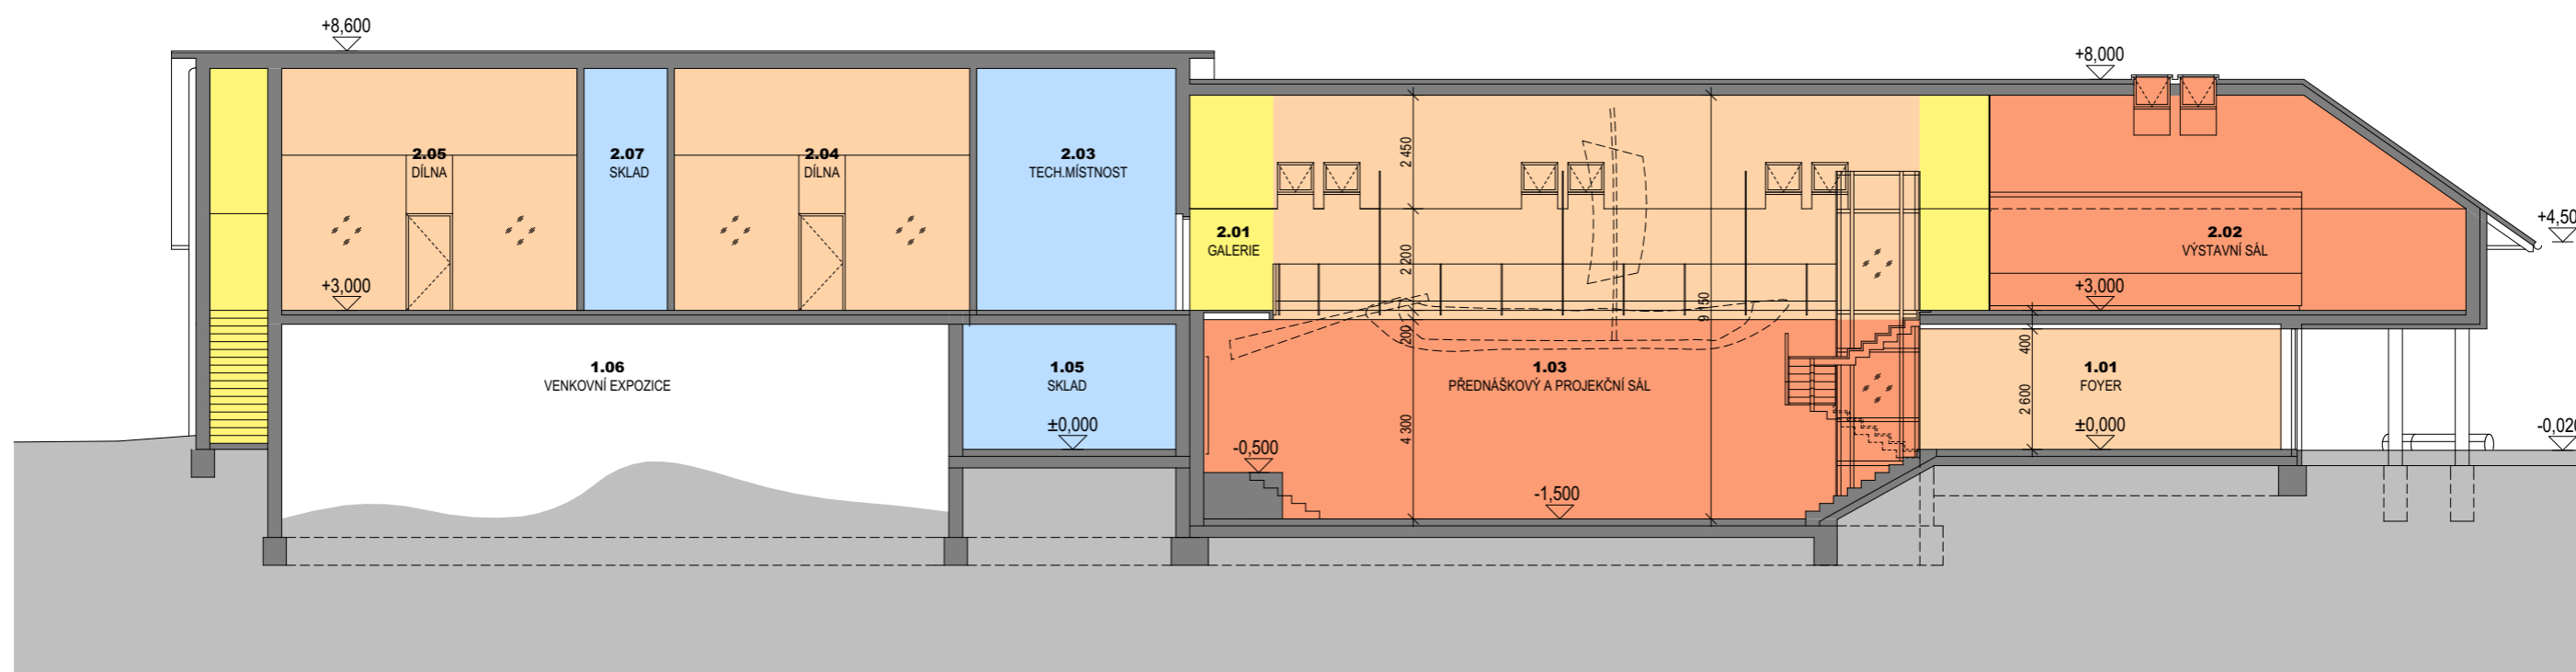 +8,600
+8,000
2.05
DÍLNA
2.07
SKLAD
2.04
DÍLNA
2.03
TECH.MÍSTNOST
2 450
2.01
GALERIE
2 200
2.02
VÝSTAVNÍ SÁL
+4,50
+3,000
+3,000
9 150
200
400
1.06
VENKOVNÍ EXPOZICE
1.05
SKLAD
1.03
PŘEDNÁŠKOVÝ A PROJEKČNÍ SÁL
1.01
FOYER
2 600
±0,000
4 300
±0,000
-0,020
-0,500
-1,500